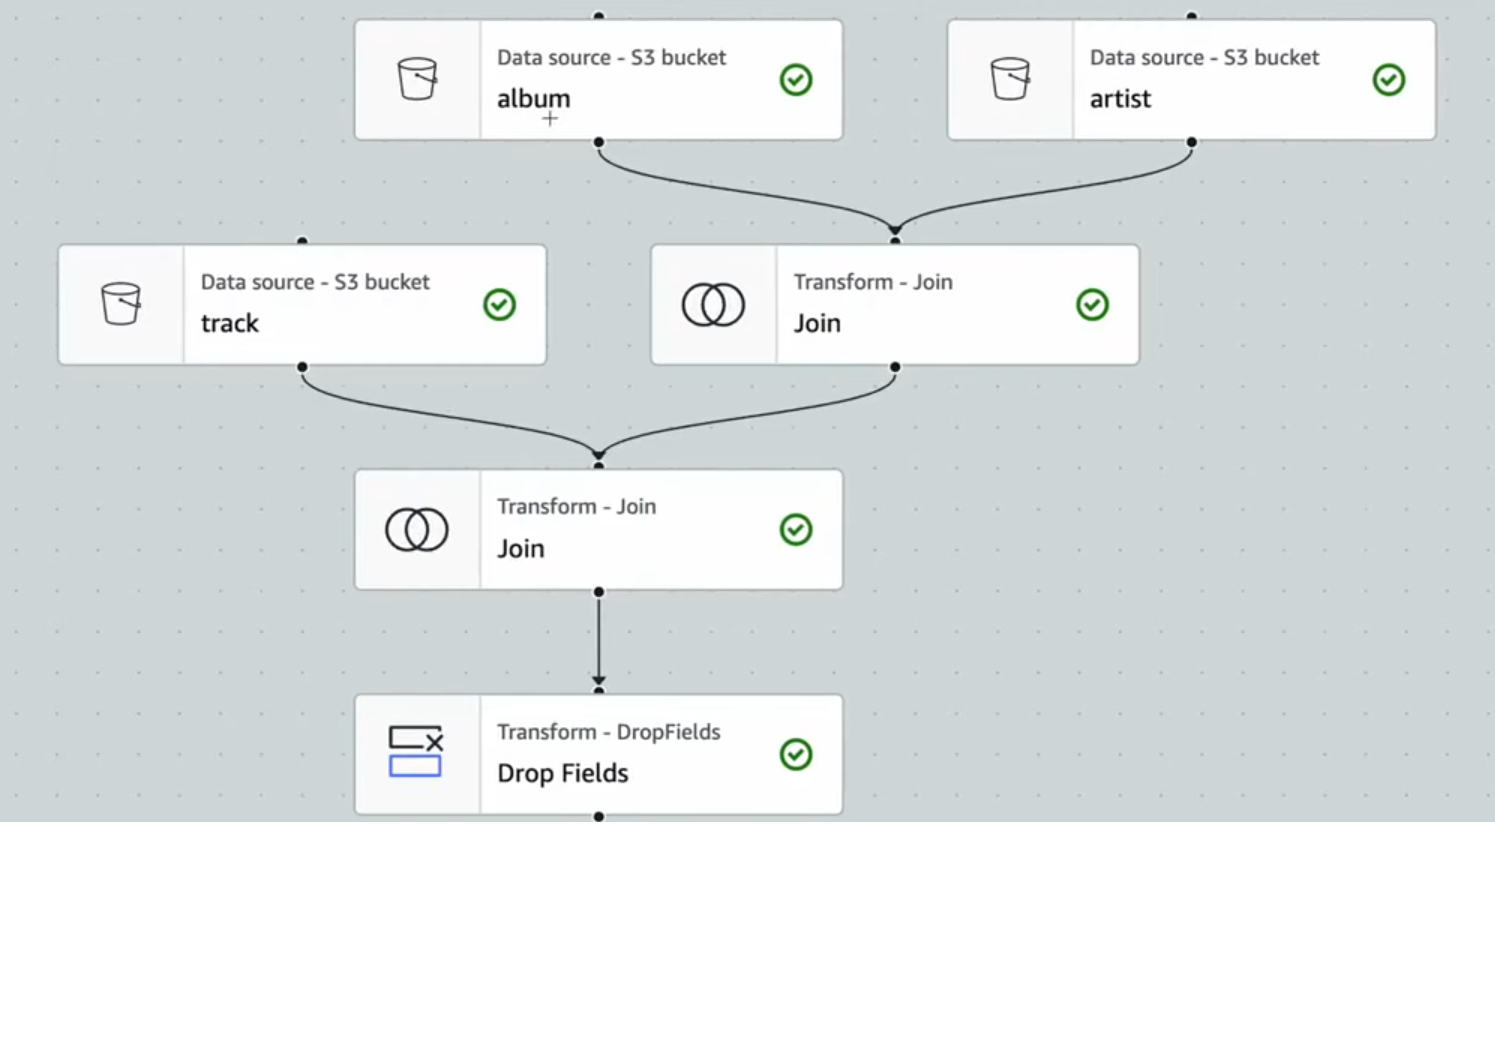 Data source - S3 bucket
album
Data source - S3 bucket
artist
Data source - S3 bucket
track
Transform - Join
Join
Transform - Join
Join
Transform - DropFields
Drop Fields